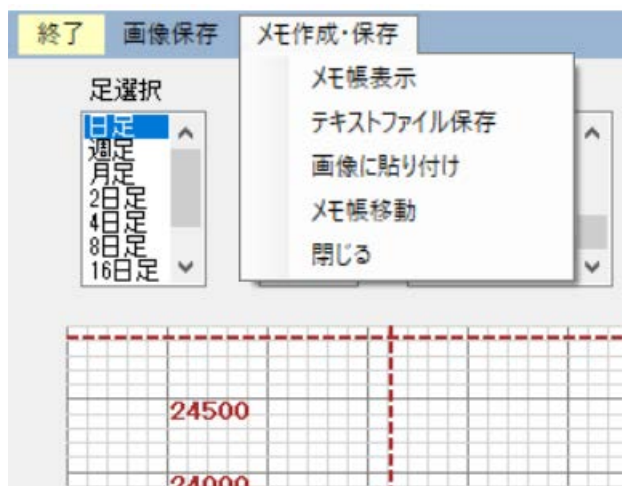 終了 画像保存 メモ作成・保存
メモ帳表示
テキストファイル保存
画像に貼り付け
メモ帳移動
閉じる
足選択
日足
週足
月足
2日足
4日足
8日足
16日足
24500
24000